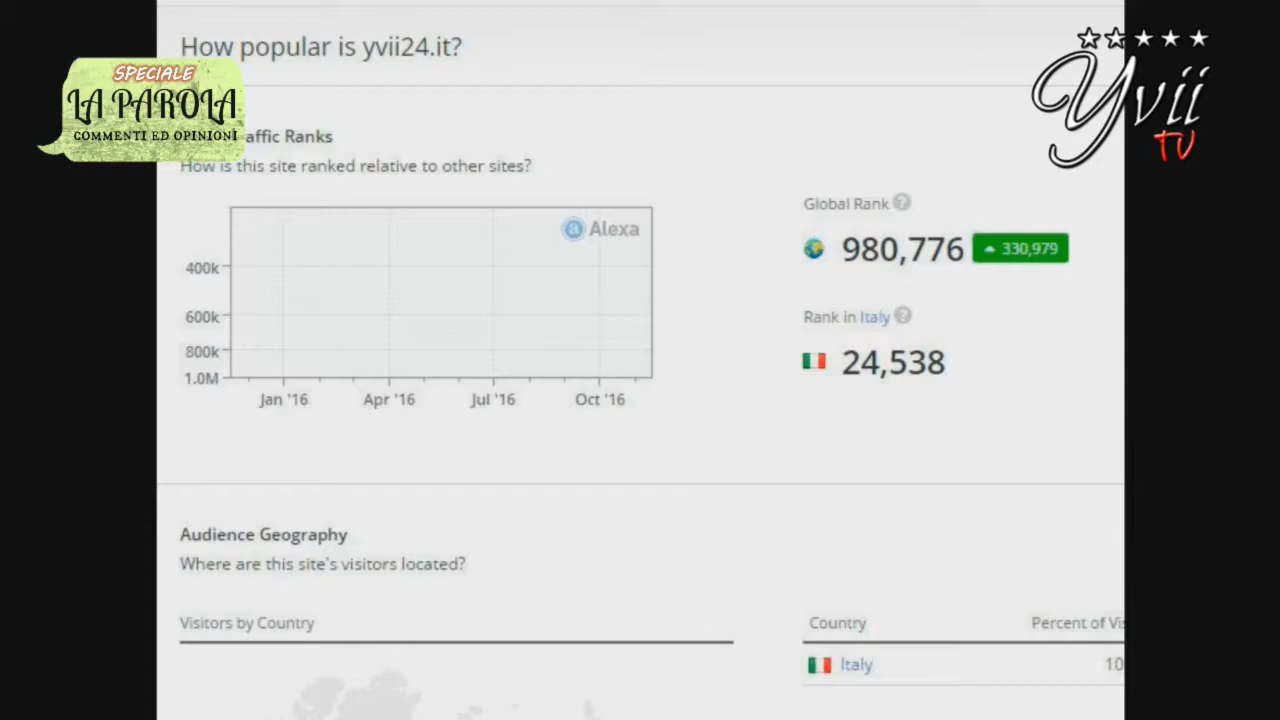 How popular is yvii24.it?
SPECIALE
LA PAROLA
COMMENTI ED OPINIONI
Yvii
TV
Ranks
How is this site ranked relative to other sites?
Alexa
400k
600k
800k
1.0M
Jan '16
Apr '16
Jul '16
Oct '16
Global Rank
980,776
330,979
Rank in Italy
24,538
Audience Geography
Where are this site's visitors located?
Visitors by Country
Country
Percent of
Italy